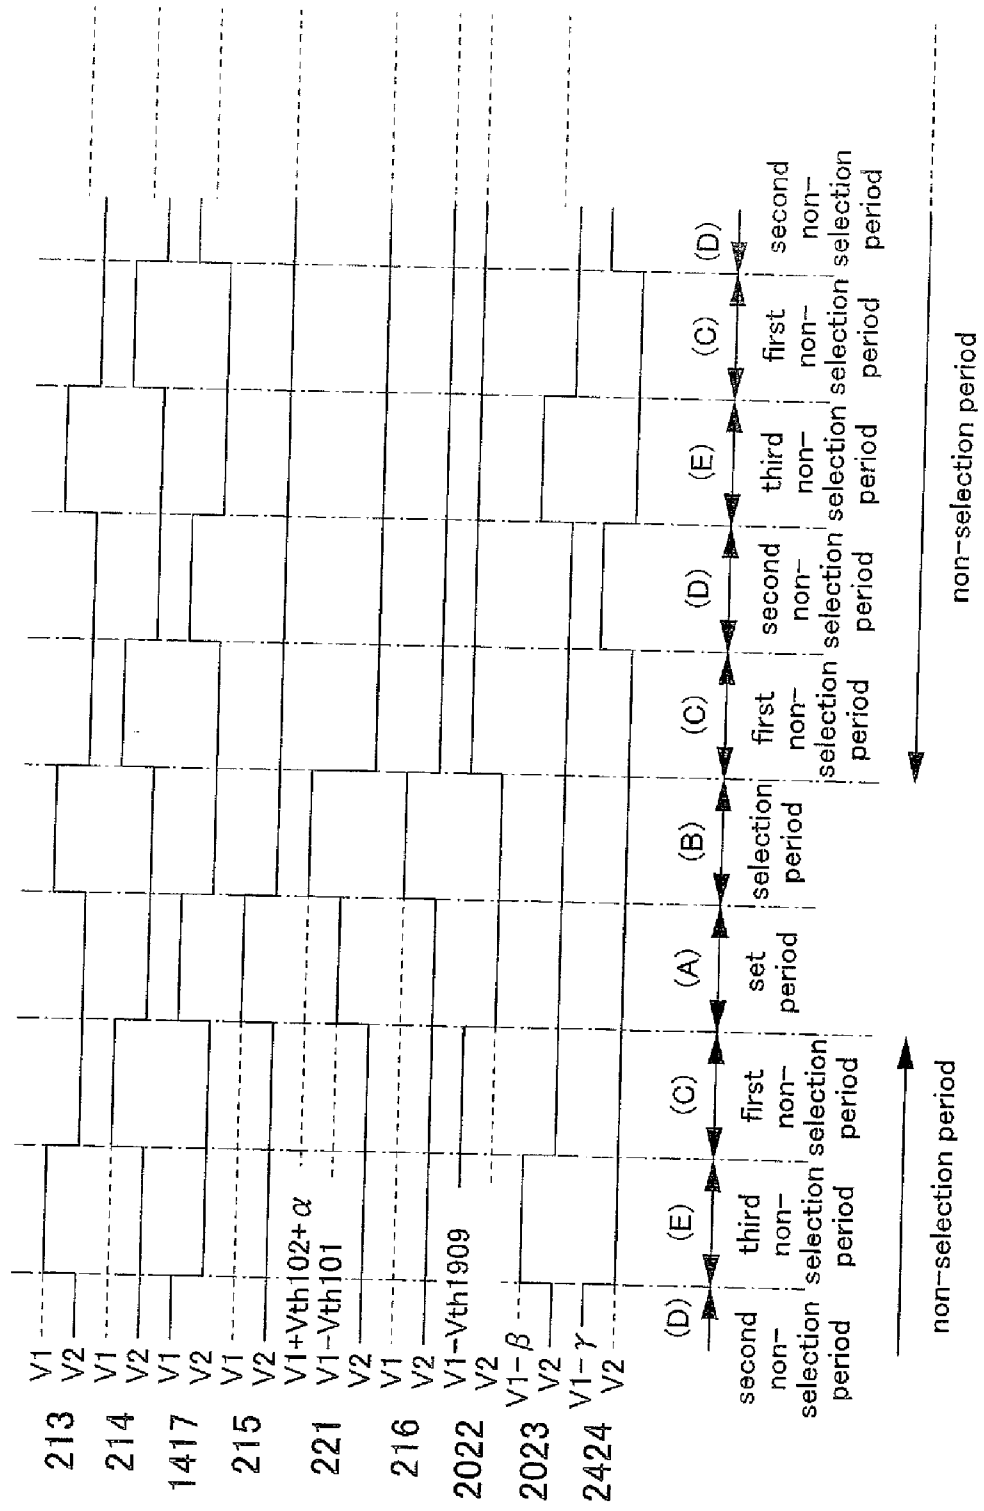 213
V1
V2
214
V1
V2
1417
V1
V2
215
V1
V2
221
V1+Vth102+α
V1-Vth101
V2
216
V1
V2
2022
V1-Vth1909
V2
2023
V1-β
V2
2424
V1-γ
V2
(D)
second
non-
selection
period
(E)
third
non-
selection
period
(C)
first
non-
selection
period
(A)
set
period
(B)
selection
period
(C)
first
non-
selection
period
(D)
second
non-
selection
period
(E)
third
non-
selection
period
(C)
first
non-
selection
period
(D)
second
non-
selection
period
non-selection period
non-selection period